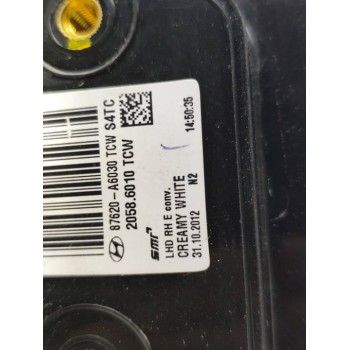 87620-A6030 TCW S4TC
2058.6010 TCW
smr
LHD RH E conv.
CREAMY WHITE
31.10.2012 N2
14:50:35